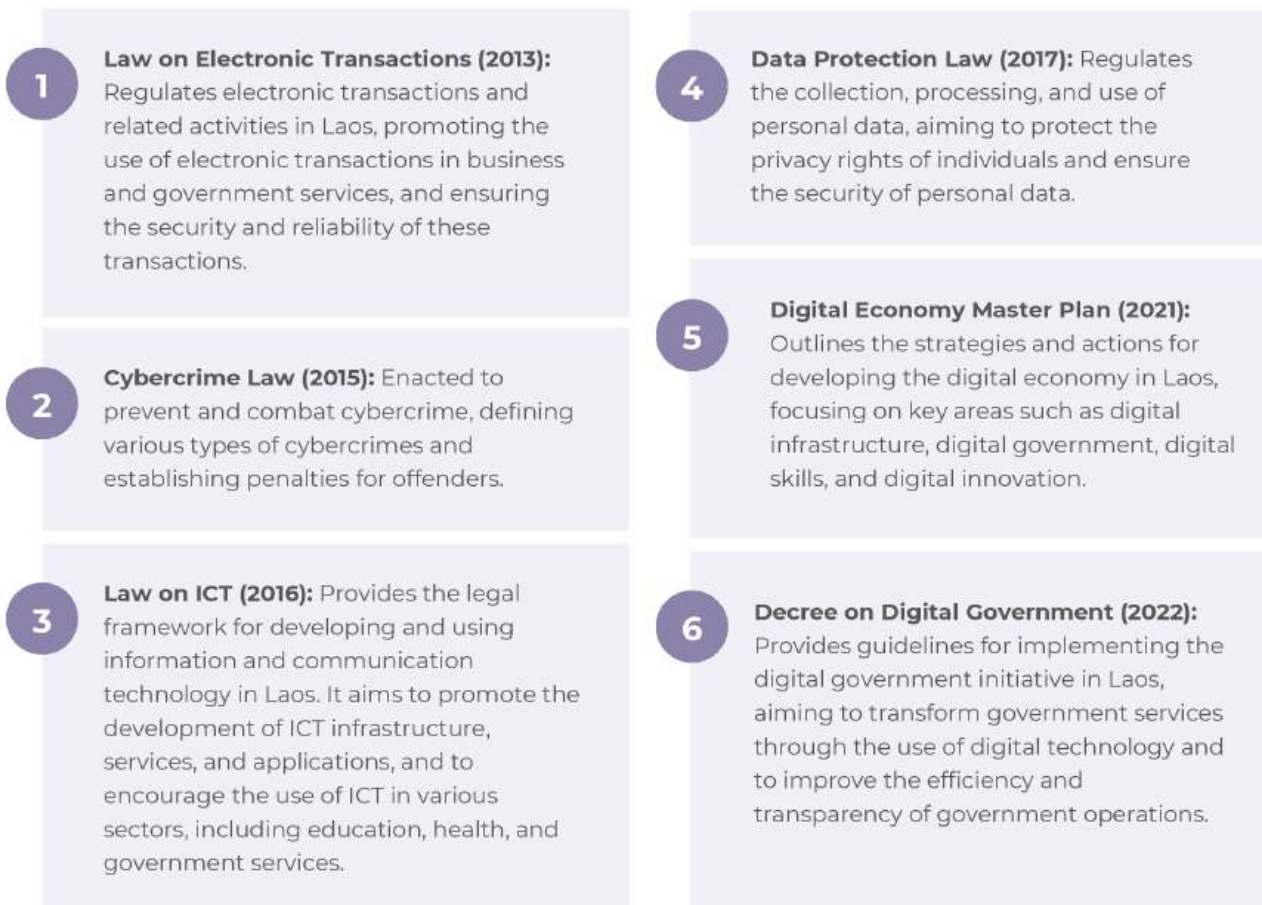 1
Law on Electronic Transactions (2013):
Regulates electronic transactions and
related activities in Laos, promoting the
use of electronic transactions in business
and government services, and ensuring
the security and reliability of these
transactions.
2
Cybercrime Law (2015): Enacted to
prevent and combat cybercrime, defining
various types of cybercrimes and
establishing penalties for offenders.
3
Law on ICT (2016): Provides the legal
framework for developing and using
information and communication
technology in Laos. It aims to promote the
development of ICT infrastructure,
services, and applications, and to
encourage the use of ICT in various
sectors, including education, health, and
government services.
4
Data Protection Law (2017): Regulates
the collection, processing, and use of
personal data, aiming to protect the
privacy rights of individuals and ensure
the security of personal data.
5
Digital Economy Master Plan (2021):
Outlines the strategies and actions for
developing the digital economy in Laos,
focusing on key areas such as digital
infrastructure, digital government, digital
skills, and digital innovation.
6
Decree on Digital Government (2022):
Provides guidelines for implementing the
digital government initiative in Laos,
aiming to transform government services
through the use of digital technology and
to improve the efficiency and
transparency of government operations.